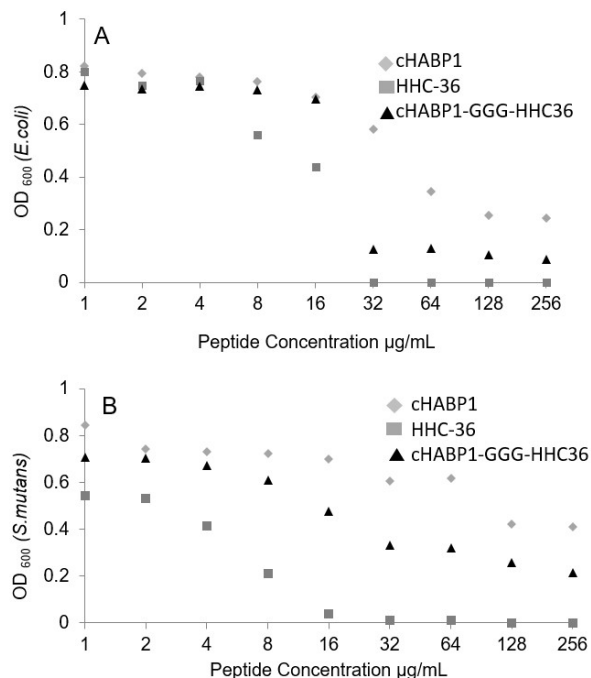 A
cHABP1
HHC-36
cHABP1-GGG-HHC36
1
0.8
0.6
0.4
0.2
0
OD 600 (E.coli)
1 2 4 8 16 32 64 128 256
Peptide Concentration µg/mL
B
cHABP1
HHC-36
cHABP1-GGG-HHC36
1
0.8
0.6
0.4
0.2
0
OD 600 (S.mutans)
1 2 4 8 16 32 64 128 256
Peptide Concentration µg/mL